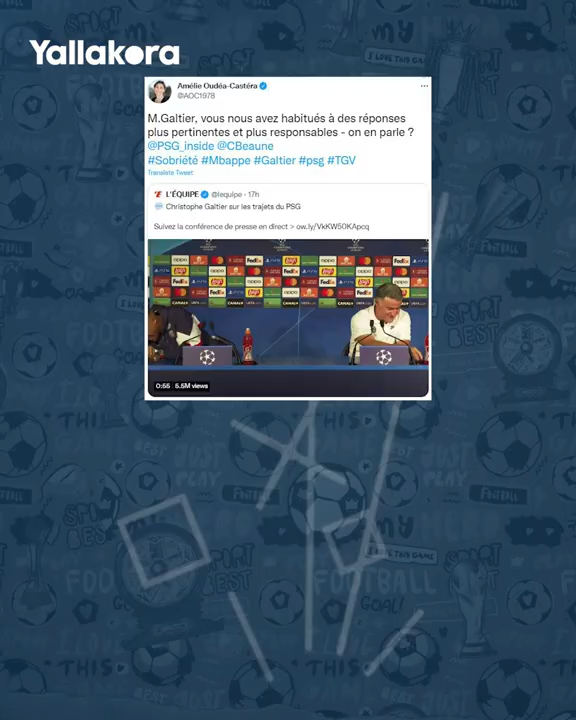 Yallakora
Amélie Oudéa-Castéra
@AOC1978
M.Galtier, vous nous avez habitués à des réponses
plus pertinentes et plus responsables - on en parle ?
@PSG_inside @CBeaune
#Sobriété #Mbappe #Galtier #psg #TGV
Translate Tweet
L'ÉQUIPE @lequipe · 17h
Christophe Galtier sur les trajets du PSG
Suivez la conférence de presse en direct > ow.ly/VkKW50KApcq
0:55 5.5M views